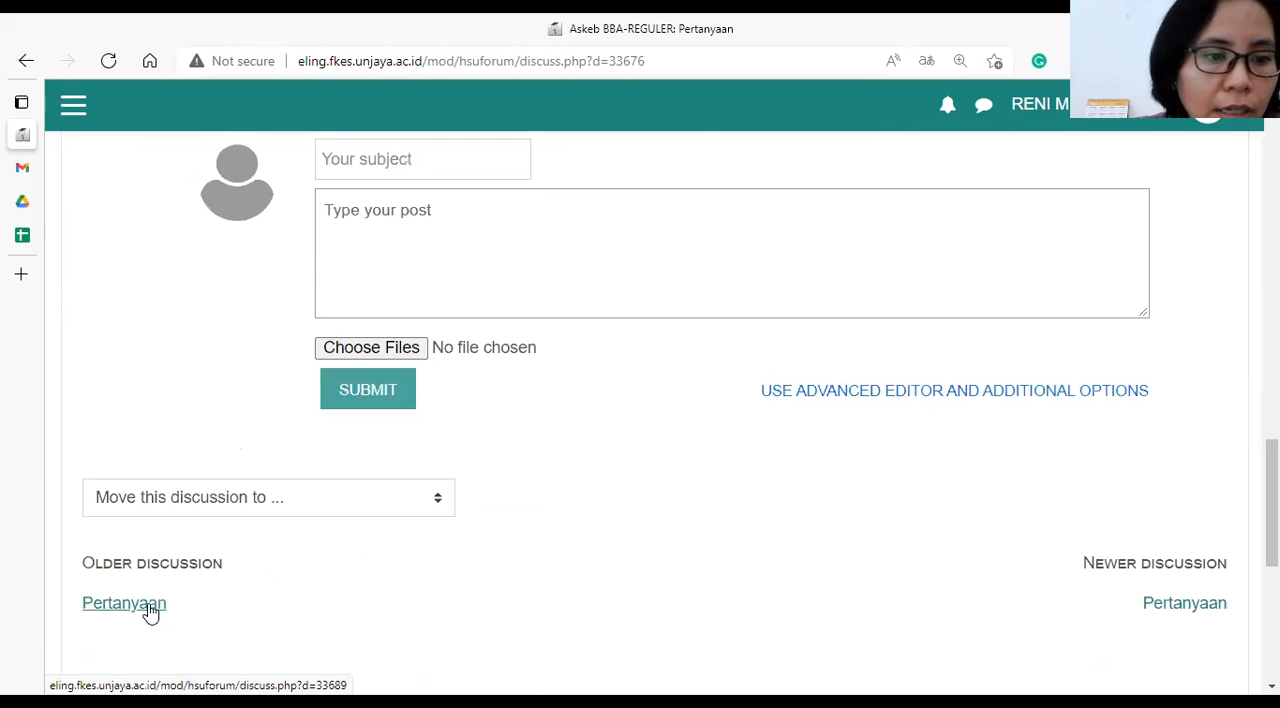 Askeb BBA-REGULER: Pertanyaan
Not secure
eling.fkes.unjaya.ac.id/mod/hsuforum/discuss.php?d=33676
RENI M
Your subject
Type your post
Choose Files No file chosen
SUBMIT
USE ADVANCED EDITOR AND ADDITIONAL OPTIONS
Move this discussion to ...
OLDER DISCUSSION
NEWER DISCUSSION
Pertanyaan
Pertanyaan
eling.fkes.unjaya.ac.id/mod/hsuforum/discuss.php?d=33689